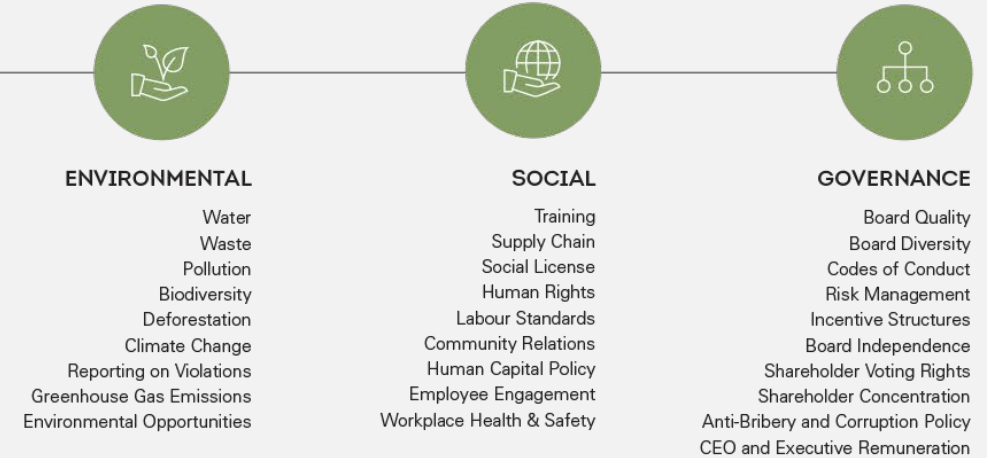 ENVIRONMENTAL
Water
Waste
Pollution
Biodiversity
Deforestation
Climate Change
Reporting on Violations
Greenhouse Gas Emissions
Environmental Opportunities
SOCIAL
Training
Supply Chain
Social License
Human Rights
Labour Standards
Community Relations
Human Capital Policy
Employee Engagement
Workplace Health & Safety
GOVERNANCE
Board Quality
Board Diversity
Codes of Conduct
Risk Management
Incentive Structures
Board Independence
Shareholder Voting Rights
Shareholder Concentration
Anti-Bribery and Corruption Policy
CEO and Executive Remuneration